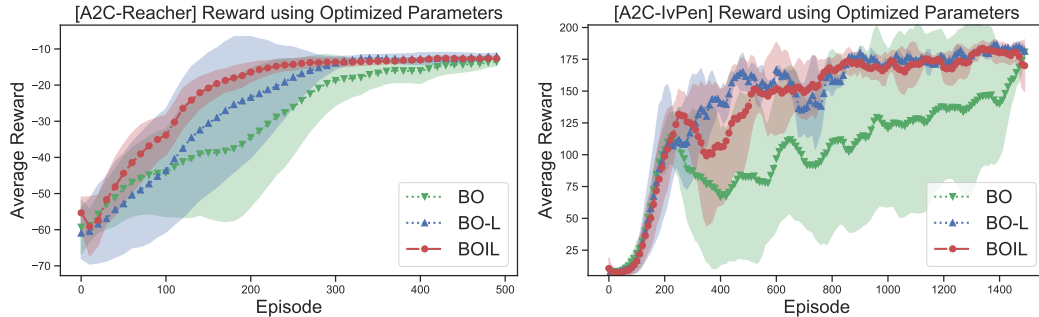 [A2C-Reacher] Reward using Optimized Parameters
Average Reward
−10
−20
−30
−40
−50
−60
−70
BO
BO-L
BOIL
0
100
200
300
400
500
Episode
[A2C-IvPen] Reward using Optimized Parameters
Average Reward
200
175
150
125
100
75
50
25
BO
BO-L
BOIL
0
200
400
600
800
1000
1200
1400
Episode